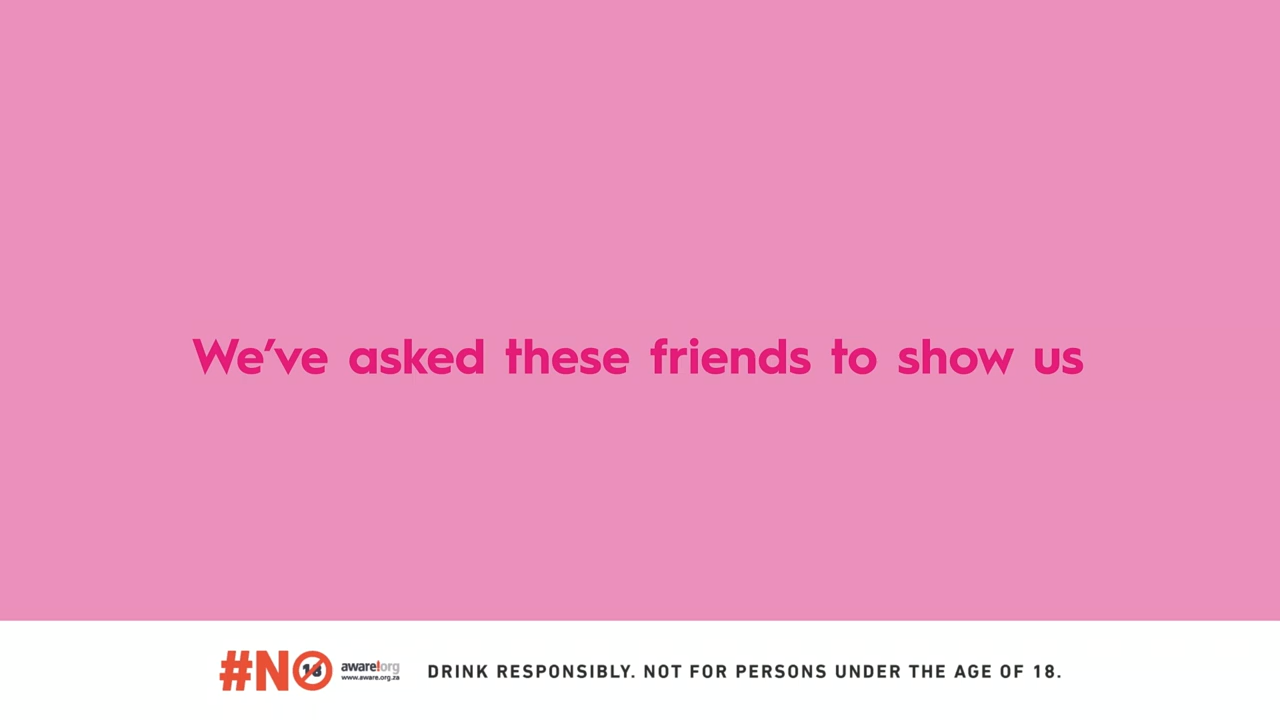 We've asked these friends to show us
#NO 18
aware!org
www.aware.org.za
DRINK RESPONSIBLY. NOT FOR PERSONS UNDER THE AGE OF 18.